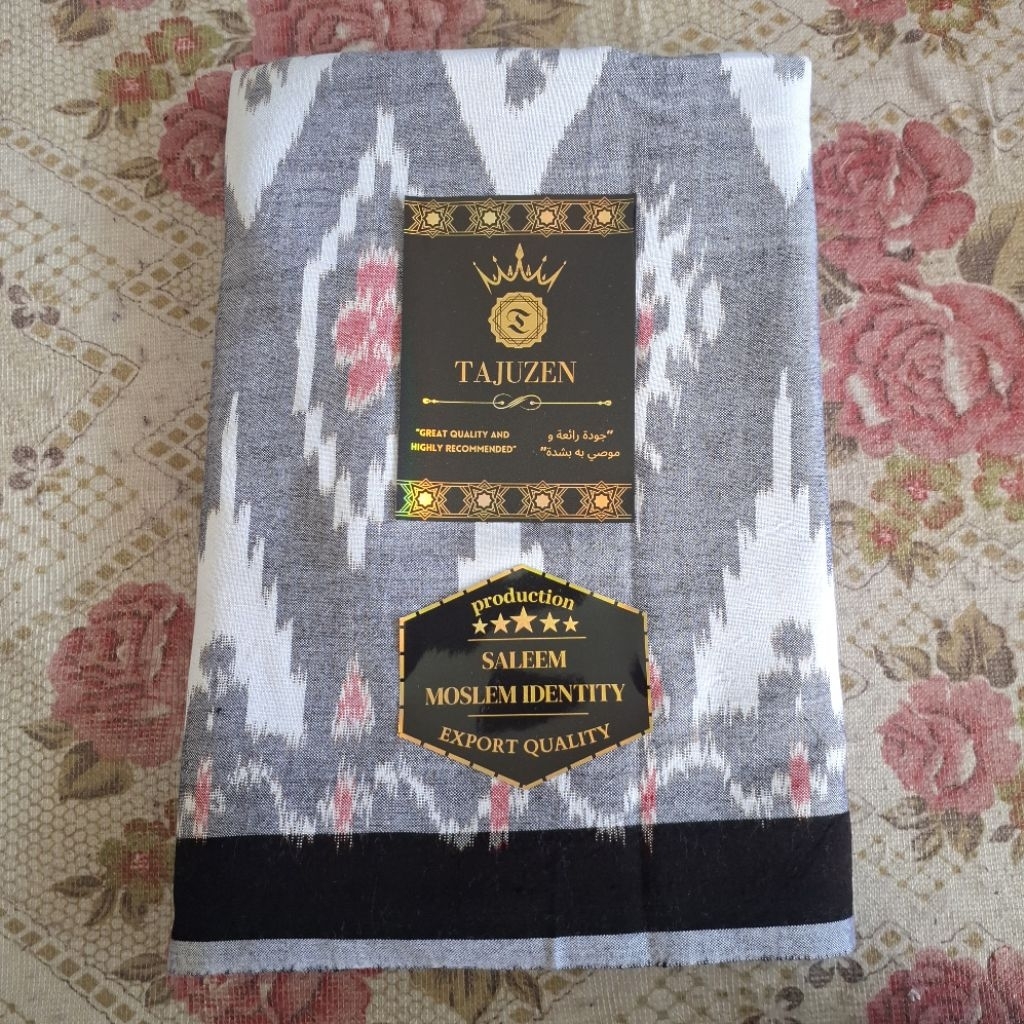 TAJUZEN
"GREAT QUALITY AND
HIGHLY RECOMMENDED"
"جودة رائعة و
موصي به بشدة"
production
SALEEM
MOSLEM IDENTITY
EXPORT QUALITY